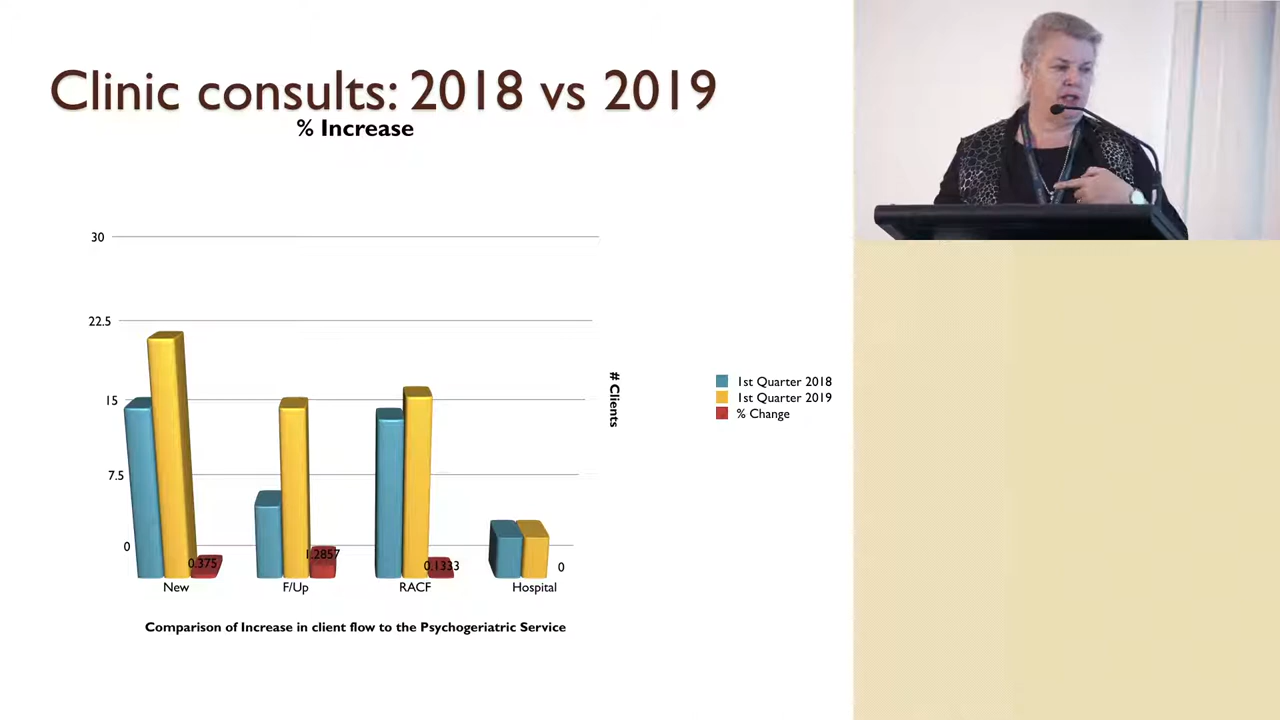 Clinic consults: 2018 vs 2019
% Increase
30
22.5
15
7.5
0
# Clients
1st Quarter 2018
1st Quarter 2019
% Change
0.375
1.2857
0.1333
0
New
F/Up
RACF
Hospital
Comparison of Increase in client flow to the Psychogeriatric Service